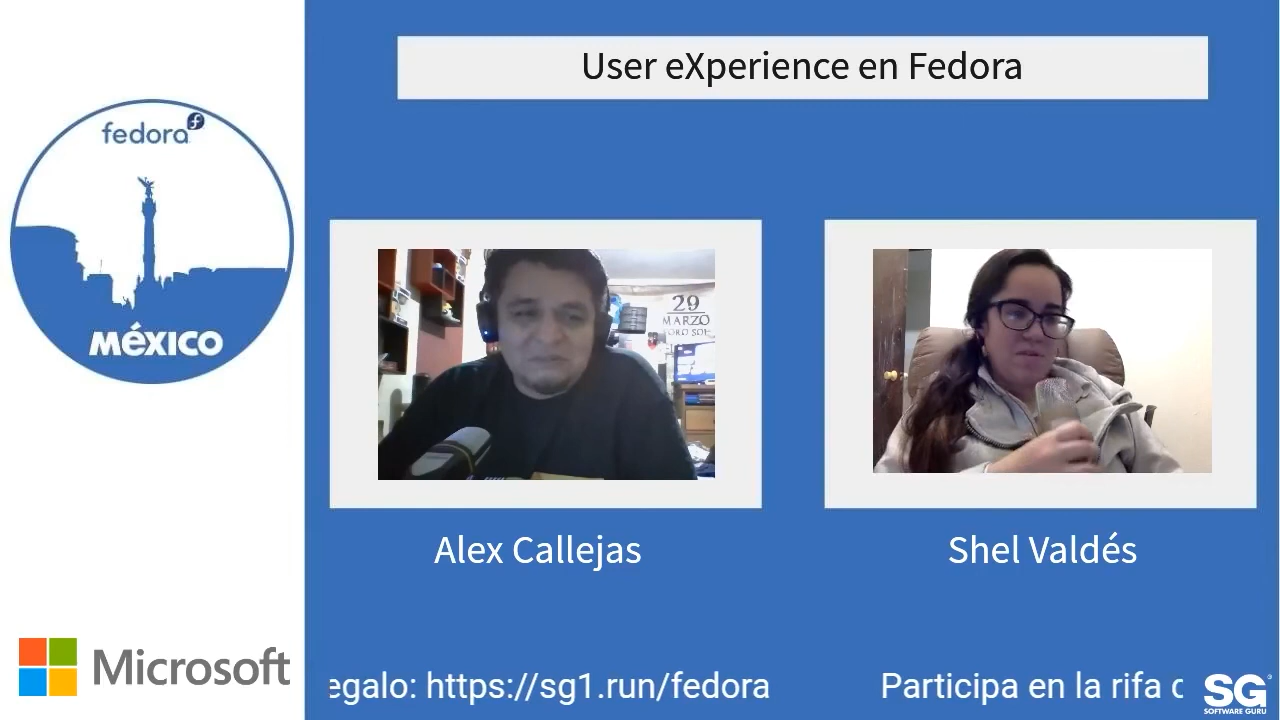 User eXperience en Fedora
fedora
MÉXICO
29
MARZO
Alex Callejas
Shel Valdés
Microsoft
egalo: https://sg1.run/fedora
Participa en la rifa
SG
SOFTWARE GURU